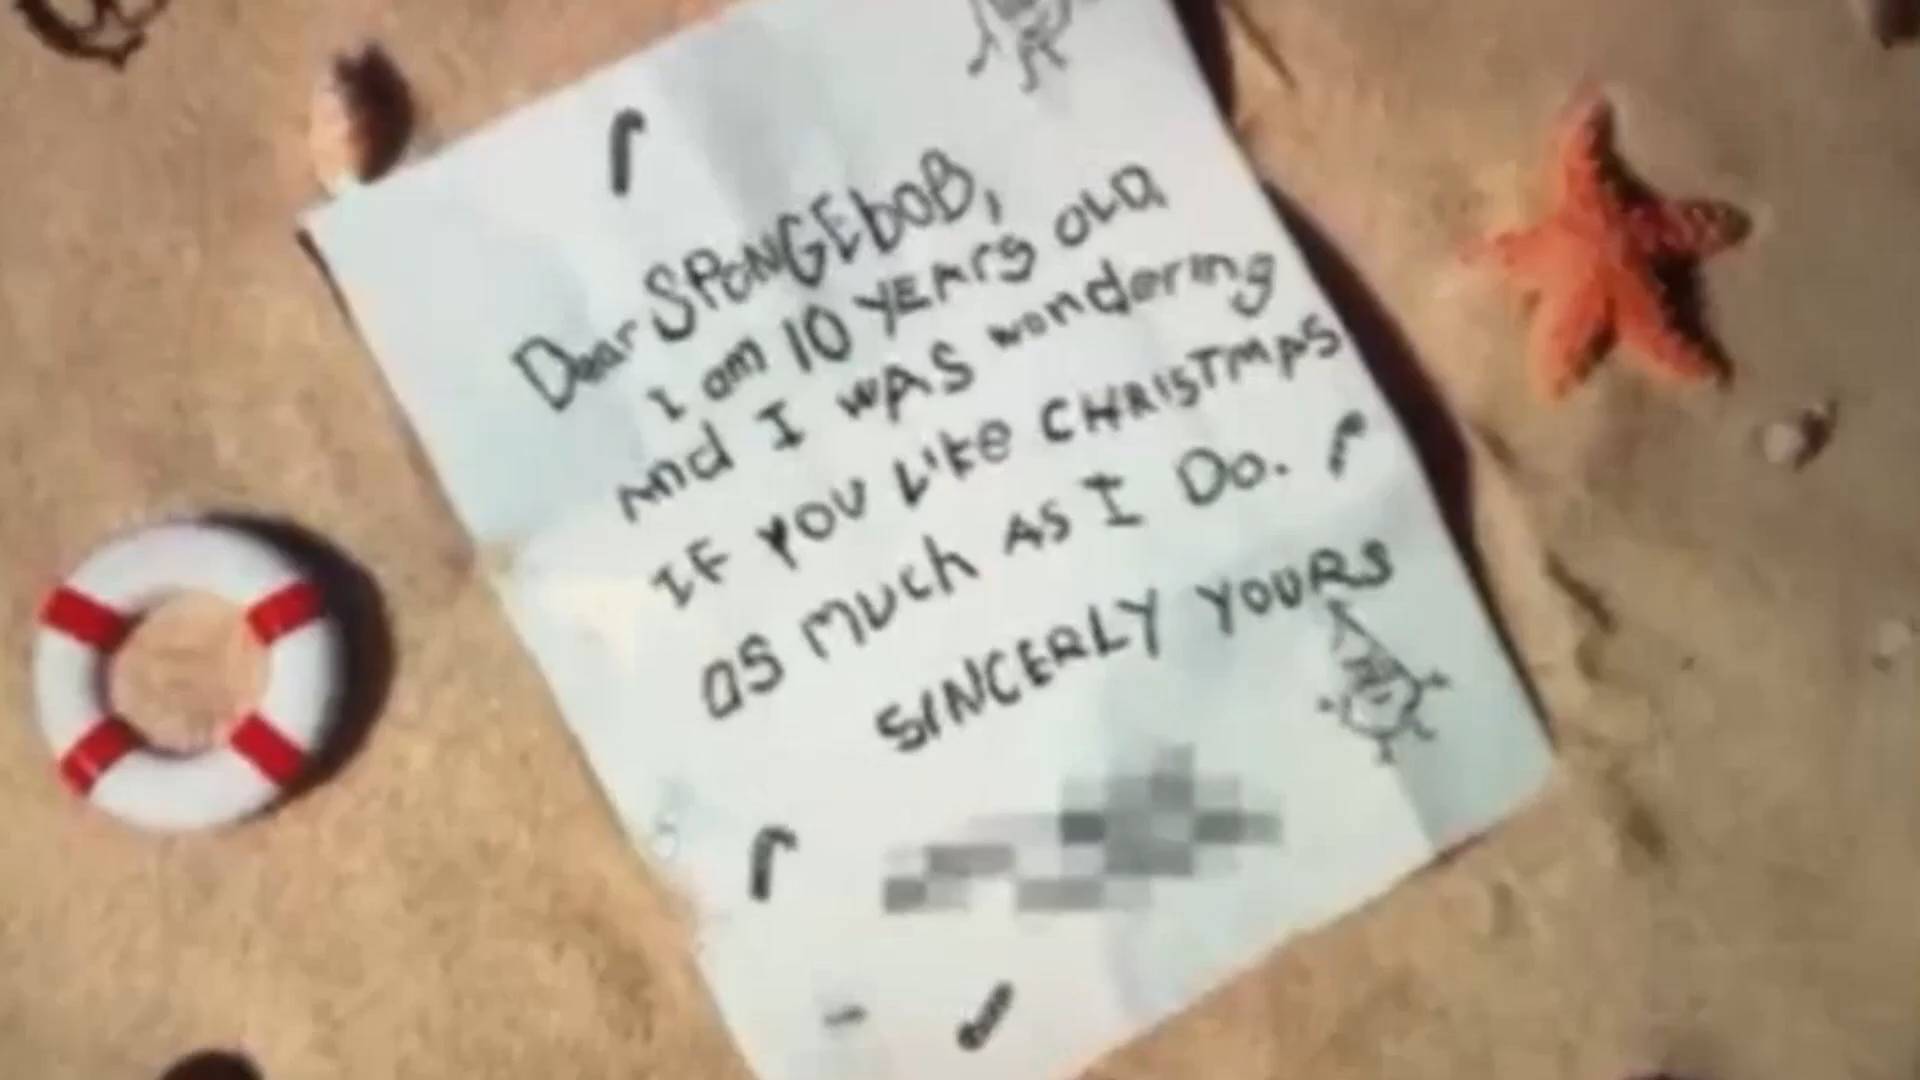 Dear SPONGEbOB,
I am 10 YEArS OLD,
And I wAS wondering
IF YOU Like CHRISTMAS
as Much AS I Do.
SINCERLY YOURS